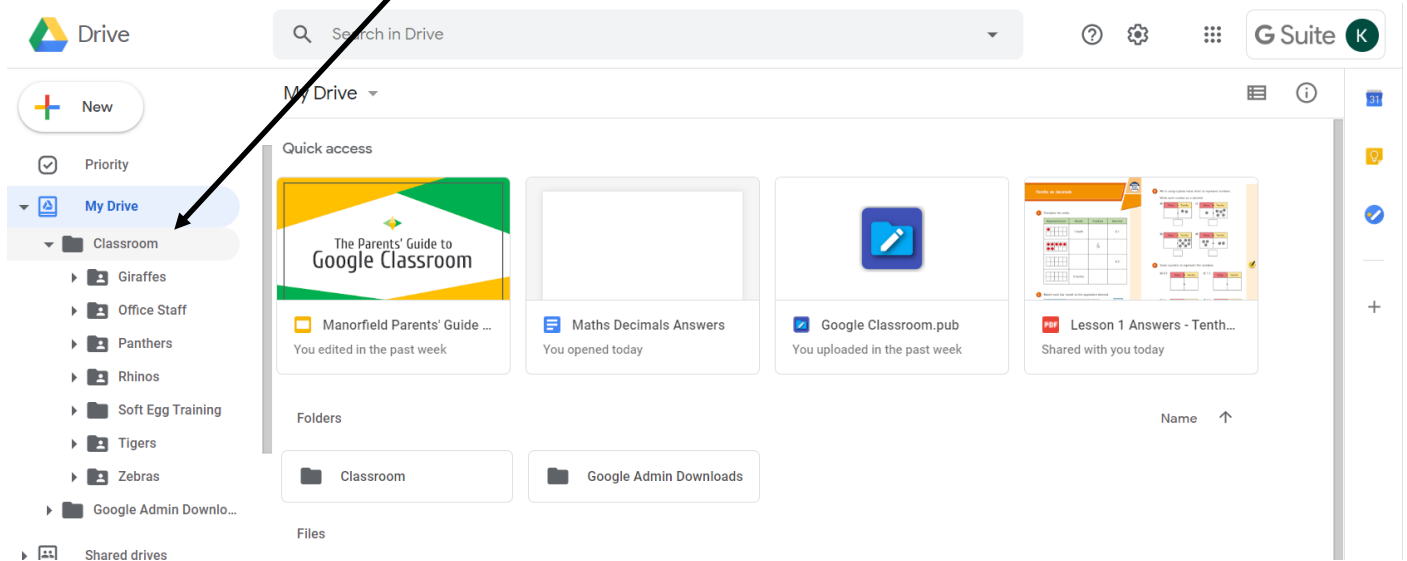 Drive
Search in Drive
G Suite
K
New
My Drive
31
Priority
My Drive
Classroom
Giraffes
Office Staff
Panthers
Rhinos
Soft Egg Training
Tigers
Zebras
Google Admin Downlo...
Shared drives
Quick access
The Parents' Guide to
Google Classroom
Manorfield Parents' Guide ...
You edited in the past week
Maths Decimals Answers
You opened today
Google Classroom.pub
You uploaded in the past week
Tenths as decimals
PDF
Lesson 1 Answers - Tenth...
Shared with you today
Folders
Name
Classroom
Google Admin Downloads
Files